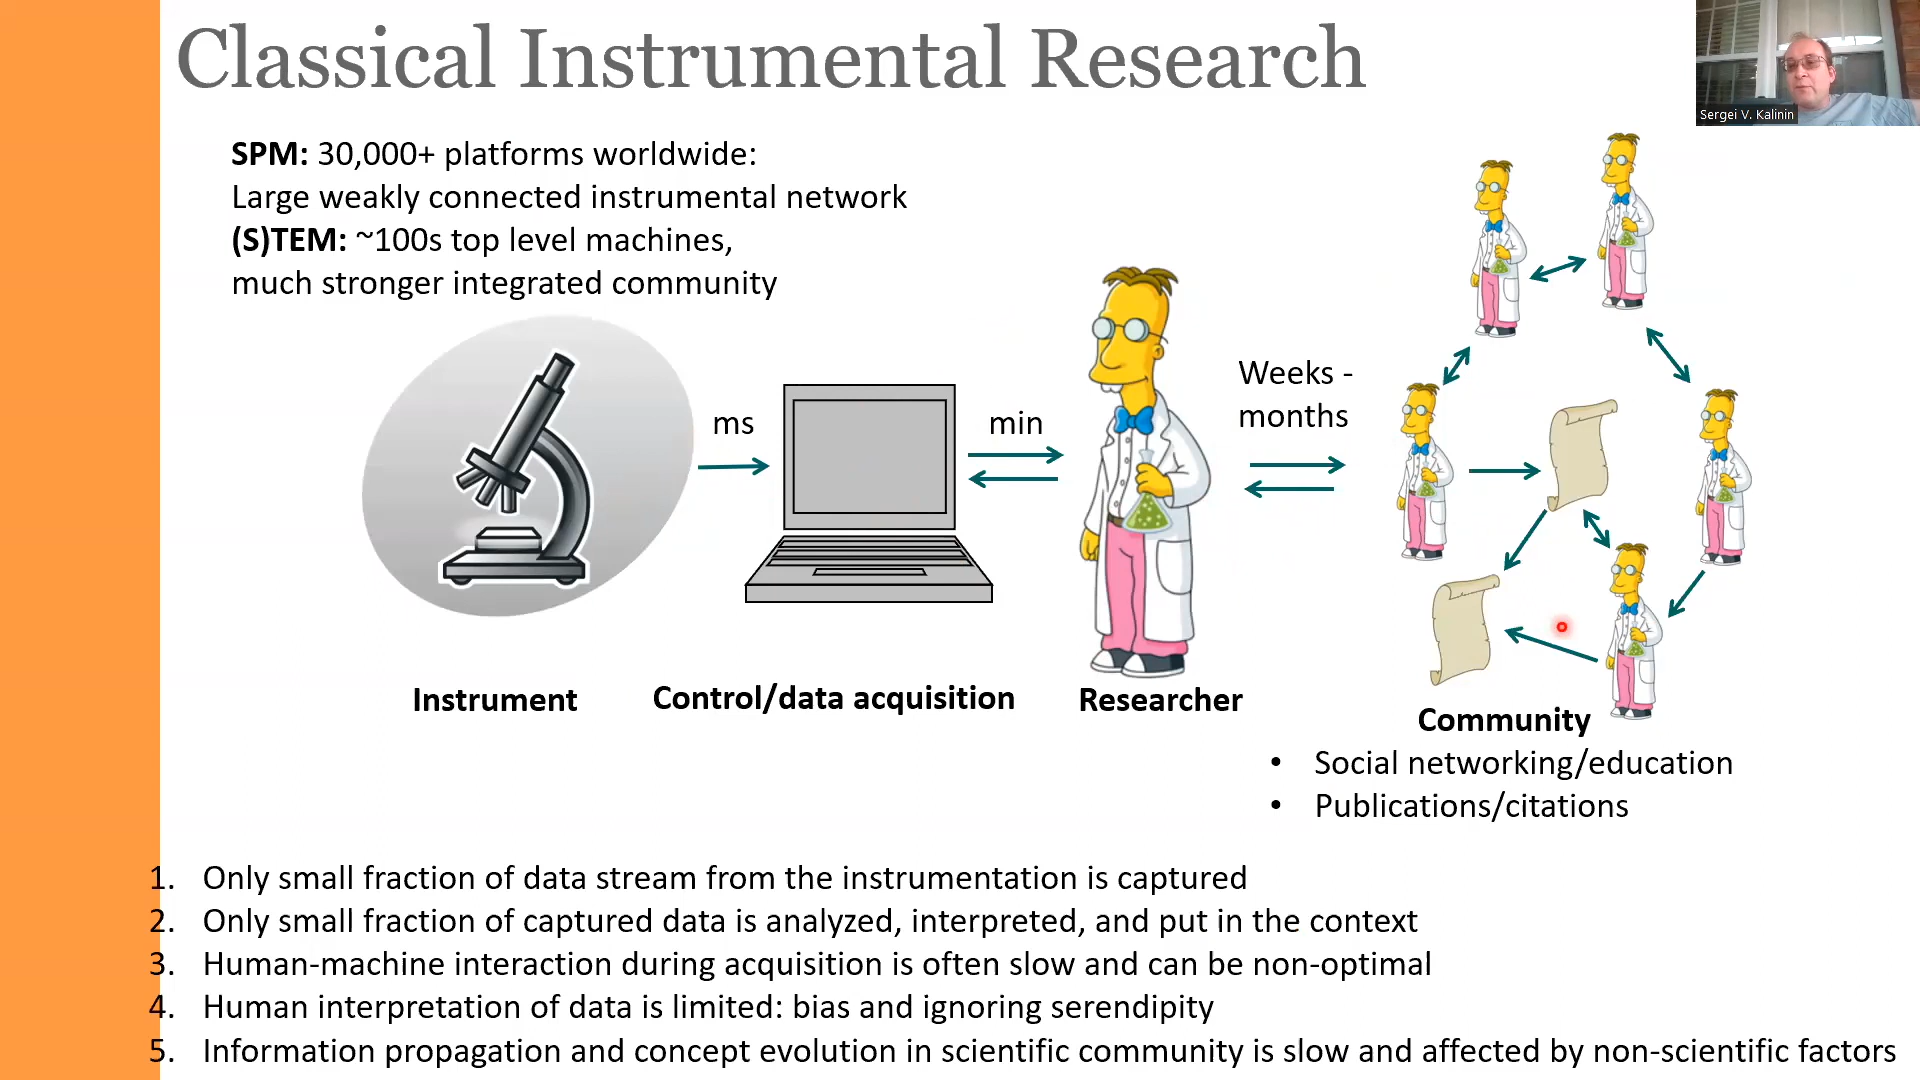 Classical Instrumental Research
Sergei V. Kalinin
SPM: 30,000+ platforms worldwide:
Large weakly connected instrumental network
(S)TEM: ~100s top level machines,
much stronger integrated community
ms
min
Weeks -
months
Instrument
Control/data acquisition
Researcher
Community
• Social networking/education
• Publications/citations
1. Only small fraction of data stream from the instrumentation is captured
2. Only small fraction of captured data is analyzed, interpreted, and put in the context
3. Human-machine interaction during acquisition is often slow and can be non-optimal
4. Human interpretation of data is limited: bias and ignoring serendipity
5. Information propagation and concept evolution in scientific community is slow and affected by non-scientific factors